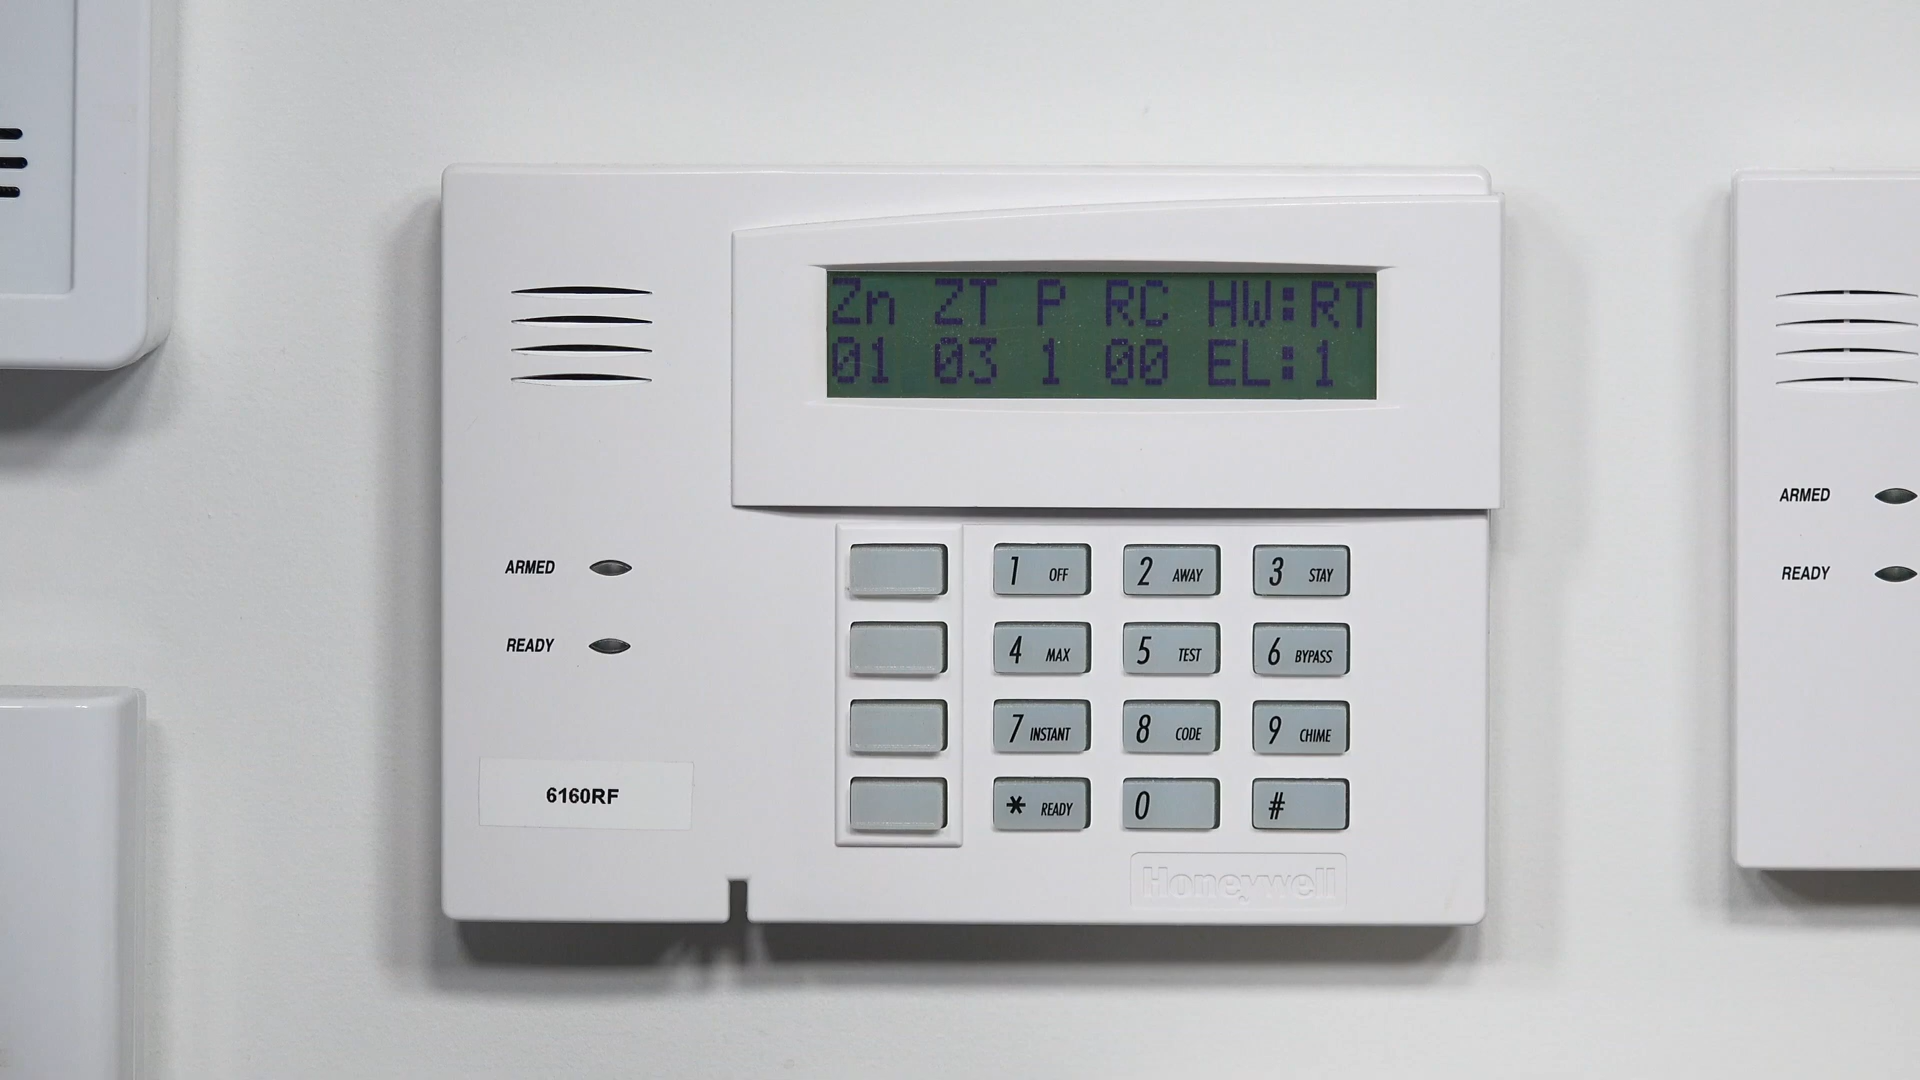 Zn ZT P RC HW:RT
01 03 1 00 EL:1
ARMED
READY
6160RF
1 OFF
2 AWAY
3 STAY
4 MAX
5 TEST
6 BYPASS
7 INSTANT
8 CODE
9 CHIME
* READY
0
#
Honeywell
ARMED
READY